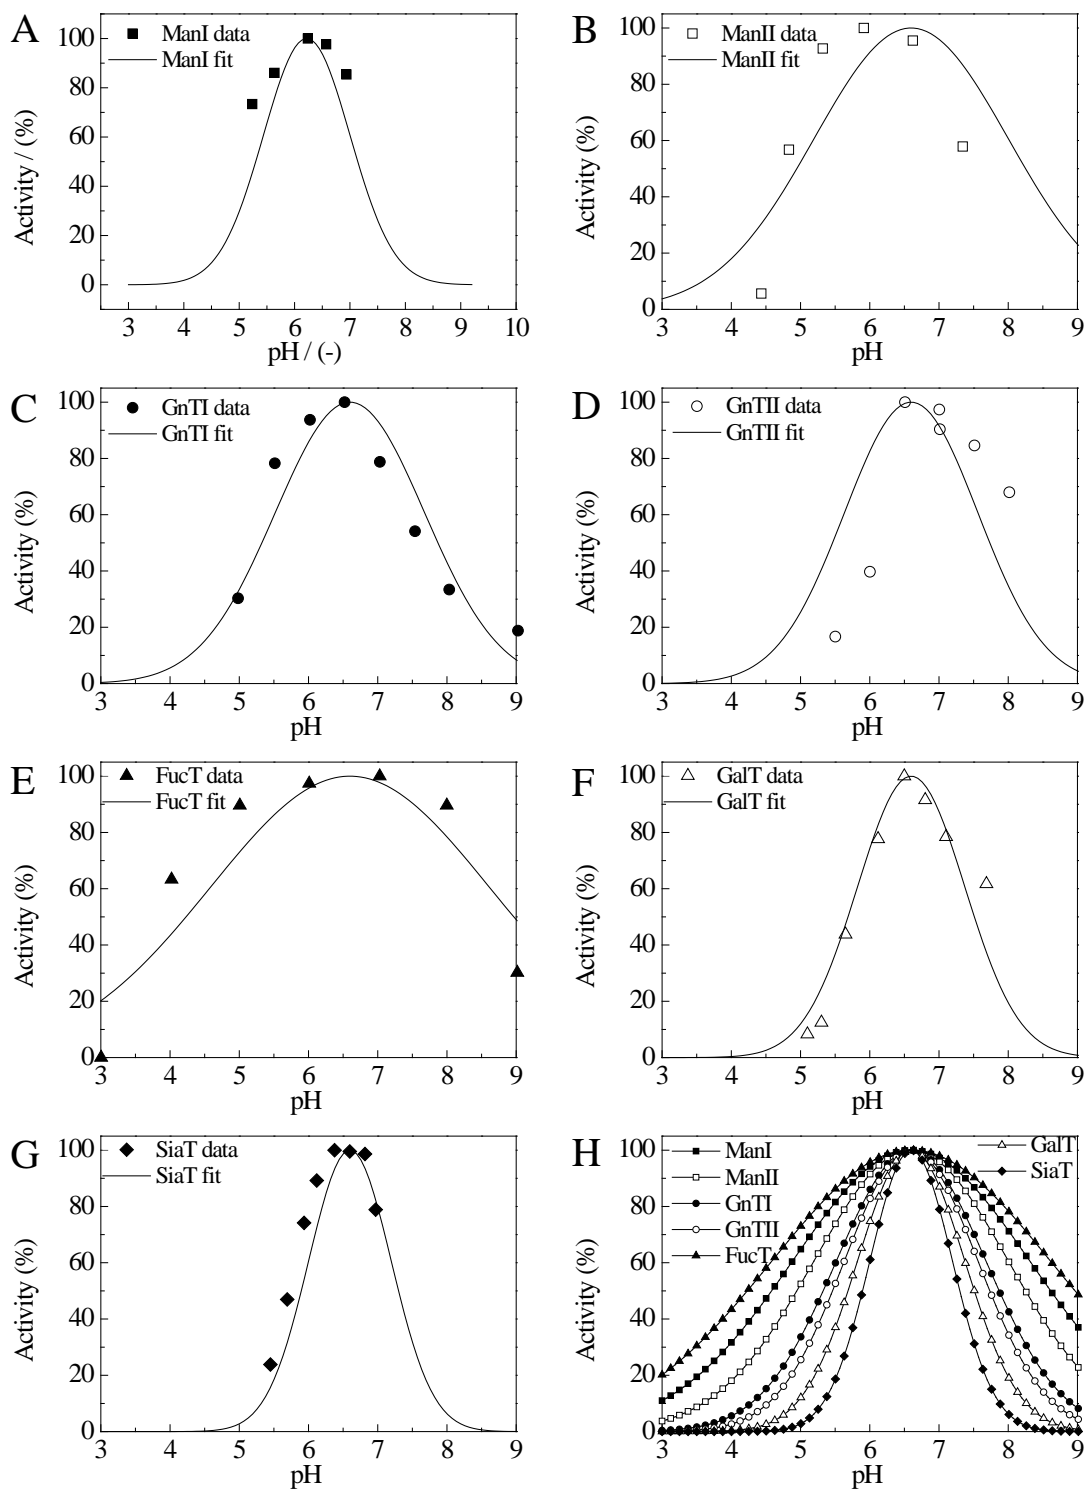 A
ManI data
ManI fit
100
80
60
40
20
0
Activity / (%)
3 4 5 6 7 8 9 10
pH / (-)
B
ManII data
ManII fit
100
80
60
40
20
0
Activity (%)
3 4 5 6 7 8 9
pH
C
GnTI data
GnTI fit
100
80
60
40
20
0
Activity (%)
3 4 5 6 7 8 9
pH
D
GnTII data
GnTII fit
100
80
60
40
20
0
Activity (%)
3 4 5 6 7 8 9
pH
E
FucT data
FucT fit
100
80
60
40
20
0
Activity (%)
3 4 5 6 7 8 9
pH
F
GalT data
GalT fit
100
80
60
40
20
0
Activity (%)
3 4 5 6 7 8 9
pH
G
SiaT data
SiaT fit
100
80
60
40
20
0
Activity (%)
3 4 5 6 7 8 9
pH
H
ManI
ManII
GnTI
GnTII
FucT
GalT
SiaT
100
80
60
40
20
0
Activity (%)
3 4 5 6 7 8 9
pH